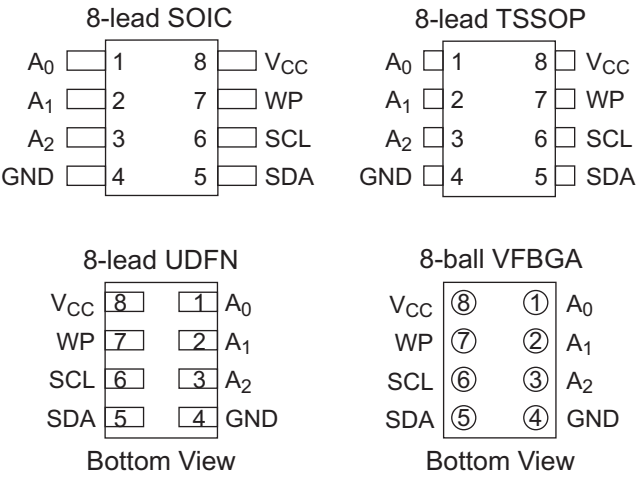 8-lead SOIC
A0 1 8 VCC
A1 2 7 WP
A2 3 6 SCL
GND 4 5 SDA
8-lead TSSOP
A0 1 8 VCC
A1 2 7 WP
A2 3 6 SCL
GND 4 5 SDA
8-lead UDFN
VCC 8 1 A0
WP 7 2 A1
SCL 6 3 A2
SDA 5 4 GND
Bottom View
8-ball VFBGA
VCC 8 1 A0
WP 7 2 A1
SCL 6 3 A2
SDA 5 4 GND
Bottom View